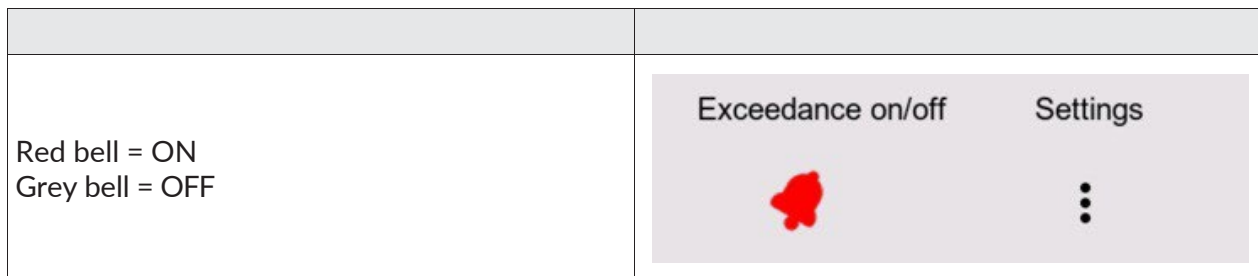 Red bell = ON
Grey bell = OFF
Exceedance on/off Settings